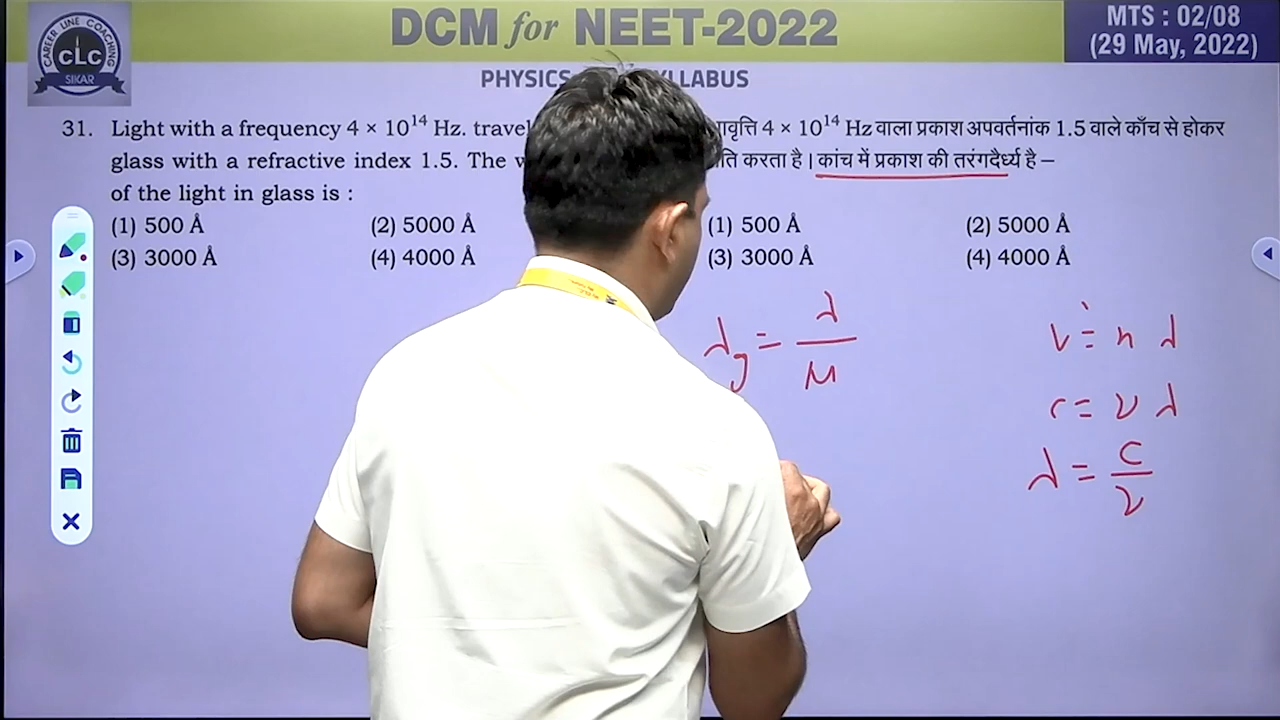 CAREER LINE COACHING
CLC
SIKAR
DCM for NEET-2022
MTS : 02/08
(29 May, 2022)
PHYSICS
31. Light with a frequency 4 × 10¹⁴ Hz.
glass with a refractive index 1.5. The
of the light in glass is :
(1) 500 Å (2) 5000 Å
(3) 3000 Å (4) 4000 Å
4 × 10¹⁴ Hz वाला प्रकाश अपवर्तनांक 1.5 वाले काँच से होकर
करता है। कांच में प्रकाश की तरंगदैर्ध्य है –
(1) 500 Å (2) 5000 Å
(3) 3000 Å (4) 4000 Å
λg = λ/μ
v = n λ
c = ν λ
λ = c/ν